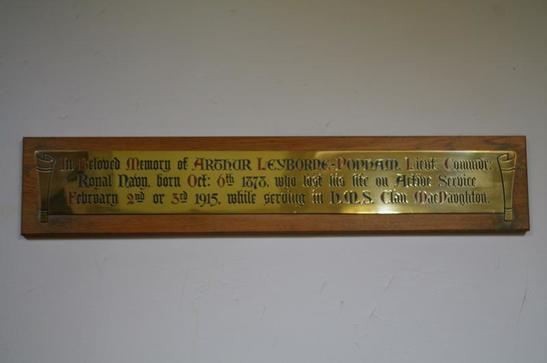 In Beloved Memory of Arthur Leyborne-Popham, Lieut. Commdr:
Royal Navy, born Oct: 6th 1878, who lost his life on Active Service
February 2nd or 3rd 1915, while serving in H.M.S. Clan MacNaughton.